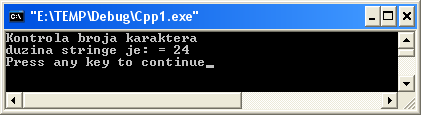 "E:\TEMP\Debug\Cpp1.exe"
Kontrola broja karaktera
duzina stringe je: = 24
Press any key to continue_